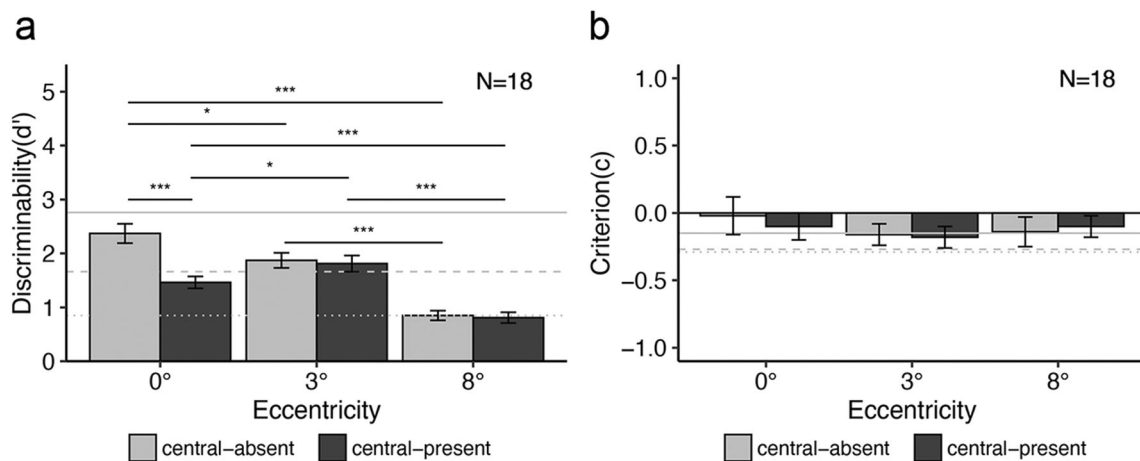 a
Discriminability(d')
5
4
3
2
1
0
N=18
***
*
***
*
***
***
***
0°
3°
8°
Eccentricity
central−absent
central−present
b
Criterion(c)
1.0
0.5
0.0
−0.5
−1.0
N=18
0°
3°
8°
Eccentricity
central−absent
central−present